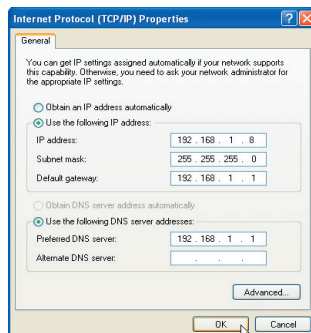 Internet Protocol (TCP/IP) Properties
General
You can get IP settings assigned automatically if your network supports
this capability. Otherwise, you need to ask your network administrator for
the appropriate IP settings.
Obtain an IP address automatically
Use the following IP address:
IP address: 192 . 168 . 1 . 8
Subnet mask: 255 . 255 . 255 . 0
Default gateway: 192 . 168 . 1 . 1
Obtain DNS server address automatically
Use the following DNS server addresses:
Preferred DNS server: 192 . 168 . 1 . 1
Alternate DNS server: . . .
Advanced...
OK Cancel